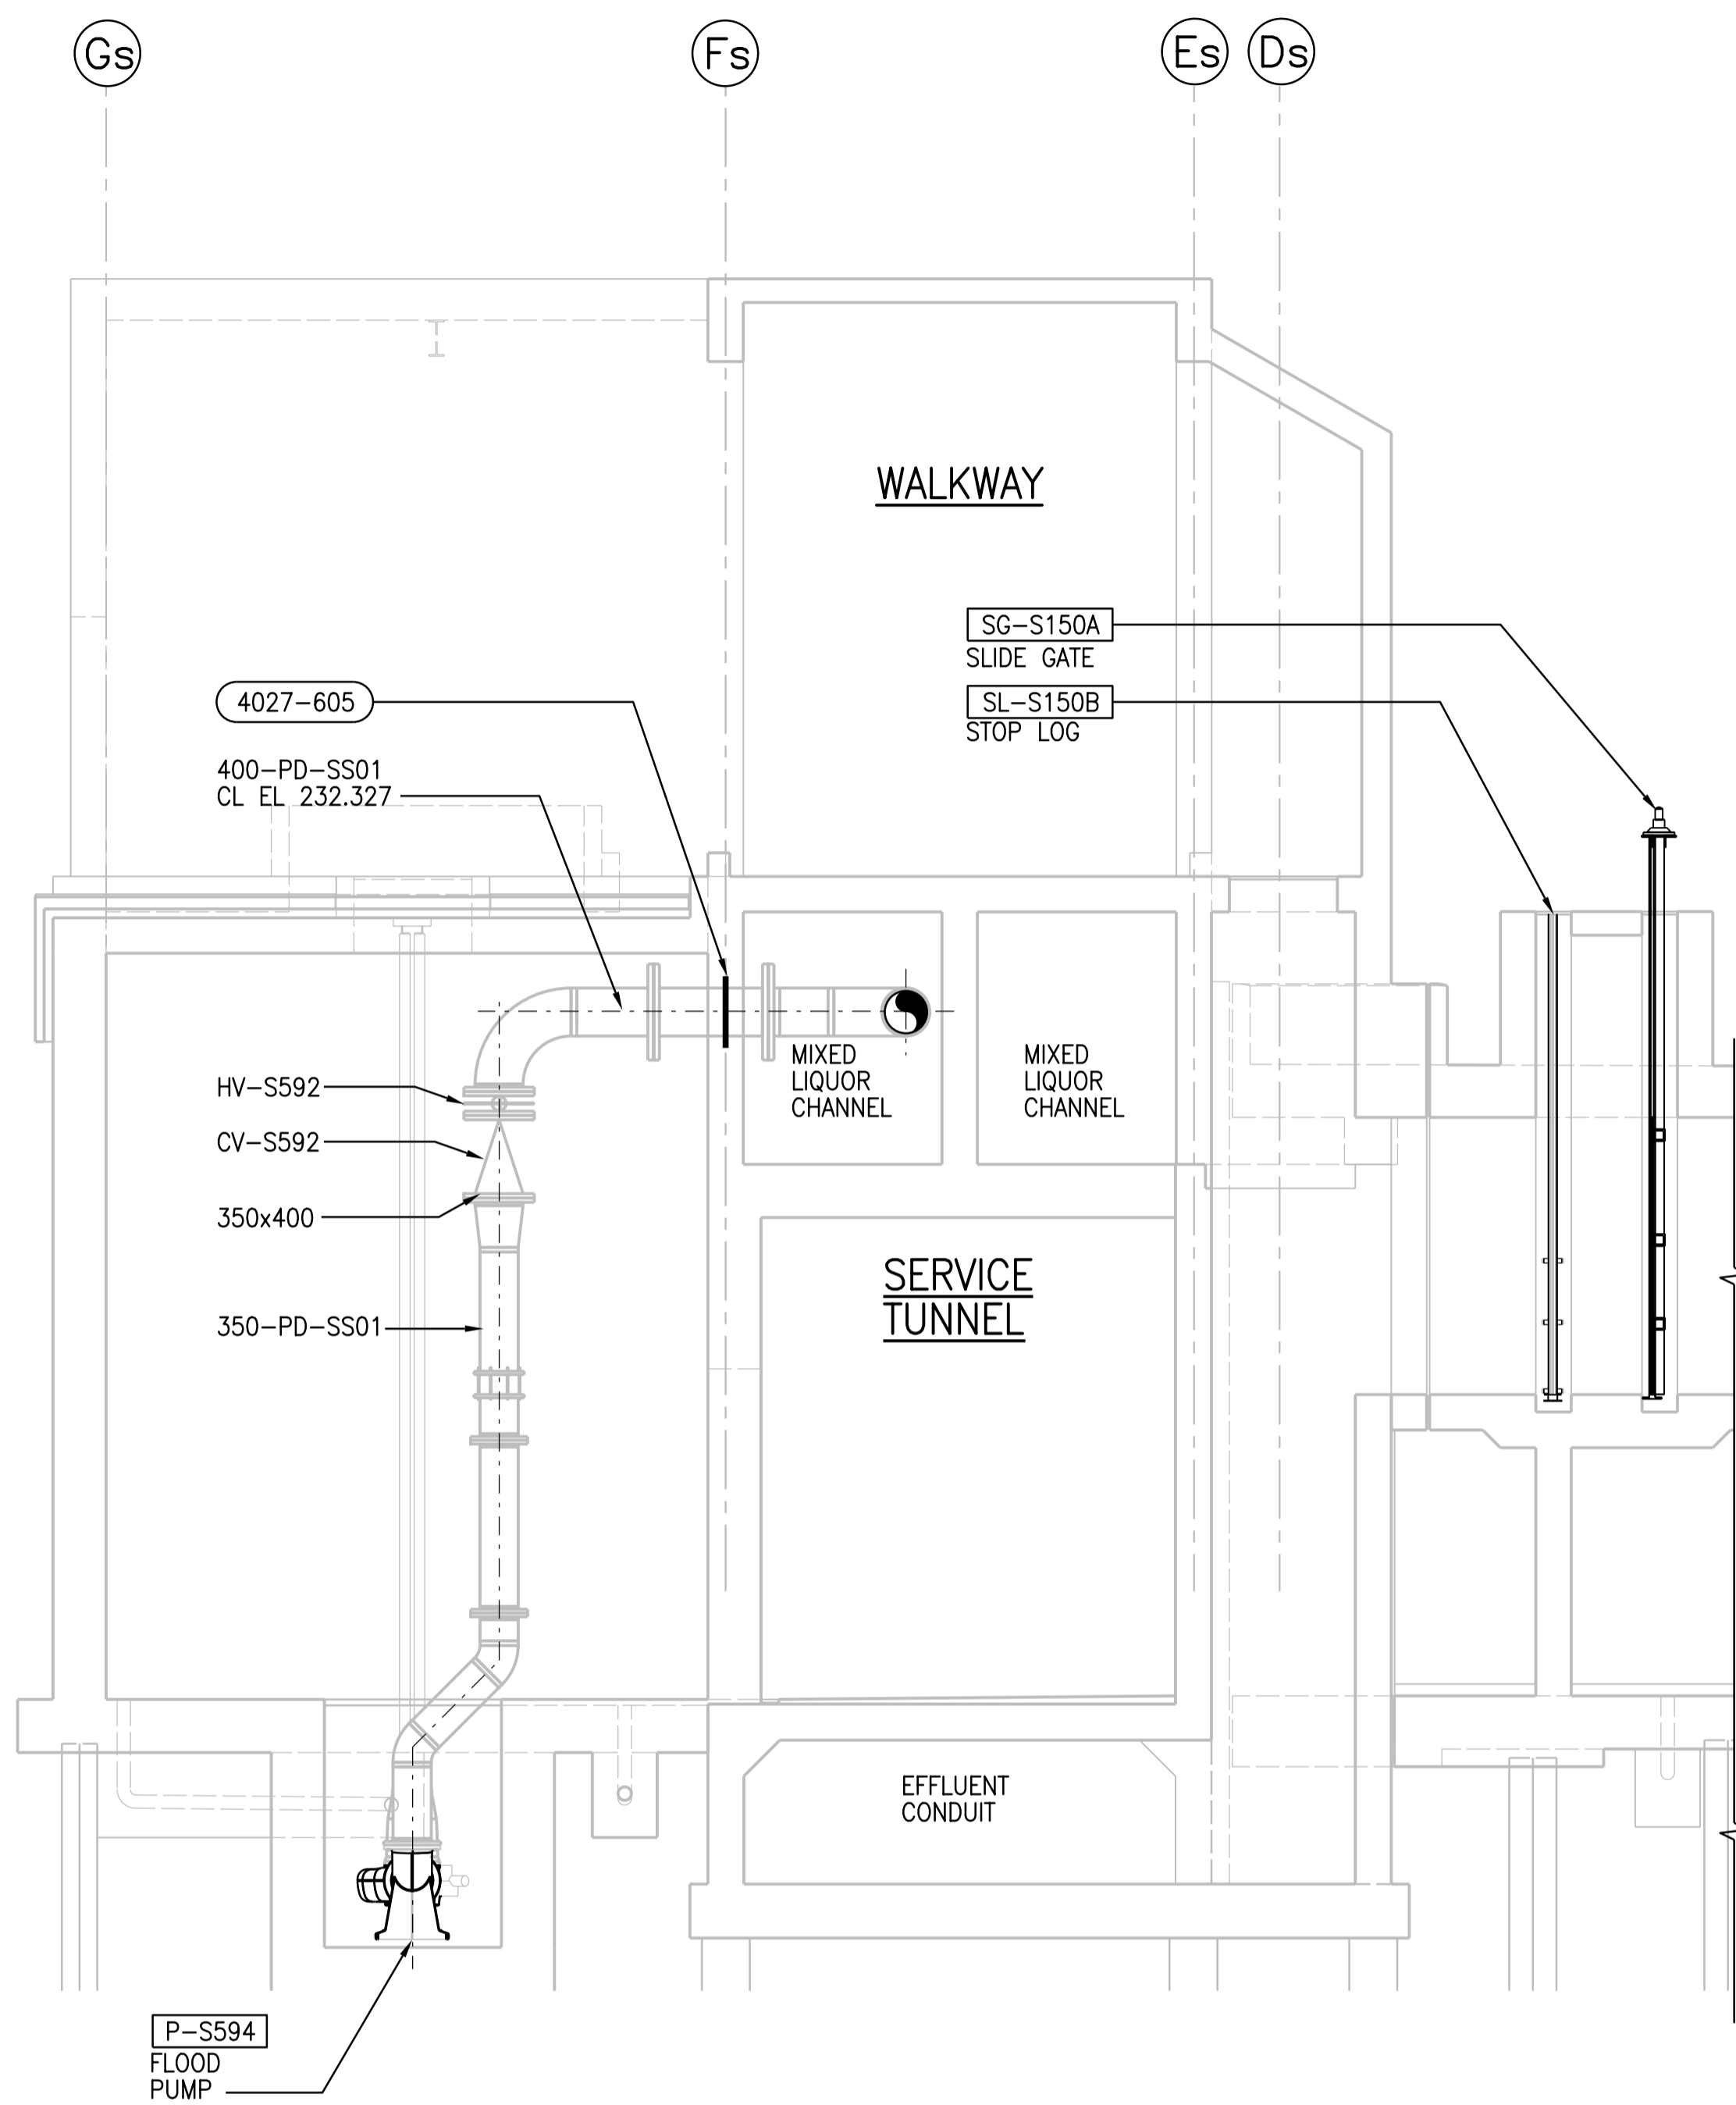 Gs
Fs
Es
Ds
WALKWAY
SG-S150A
SLIDE GATE
SL-S150B
STOP LOG
4027-605
400-PD-SS01
CL EL 232.327
MIXED
LIQUOR
CHANNEL
MIXED
LIQUOR
CHANNEL
HV-S592
CV-S592
350x400
350-PD-SS01
SERVICE
TUNNEL
EFFLUENT
CONDUIT
P-S594
FLOOD
PUMP